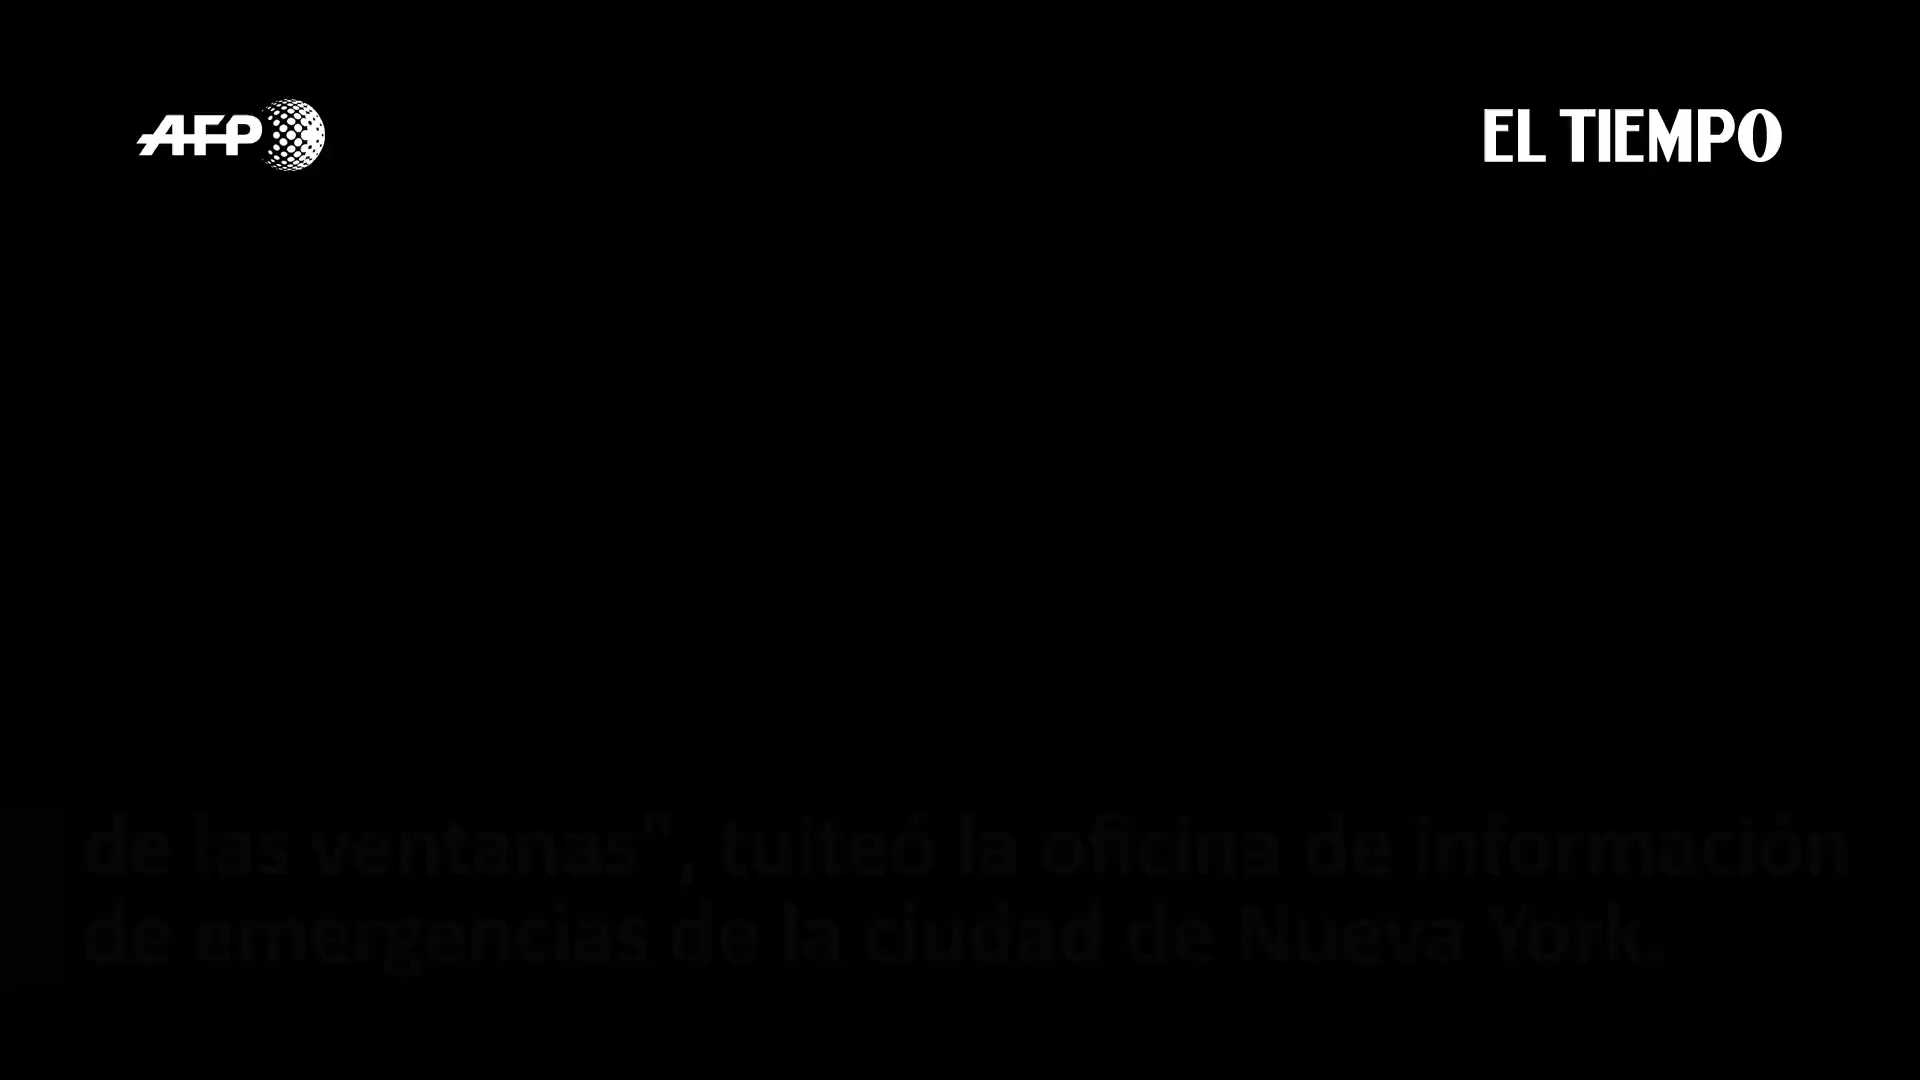 AFP
EL TIEMPO
de las ventanas", tuiteó la oficina de información
de emergencias de la ciudad de Nueva York.